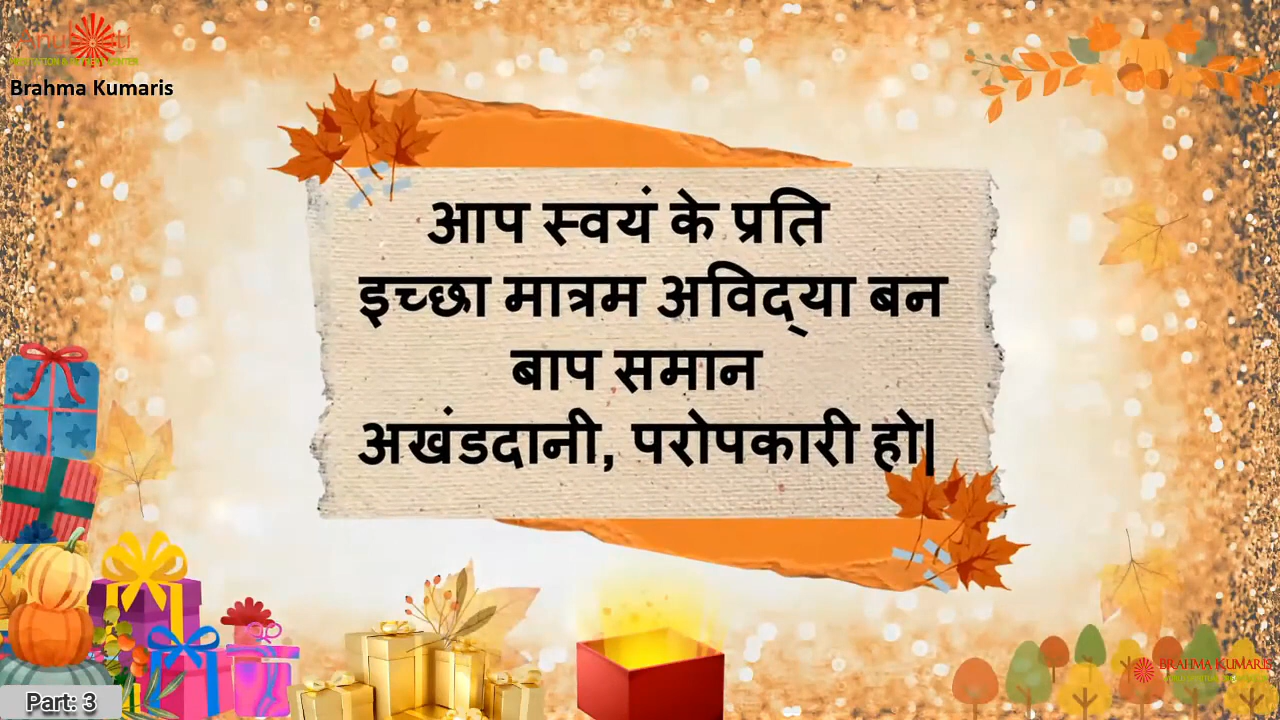 Brahma Kumaris
आप स्वयं के प्रति
इच्छा मात्रम अविद्या बन
बाप समान
अखंडदानी, परोपकारी हो|
BRAHMA KUMARIS
Part: 3